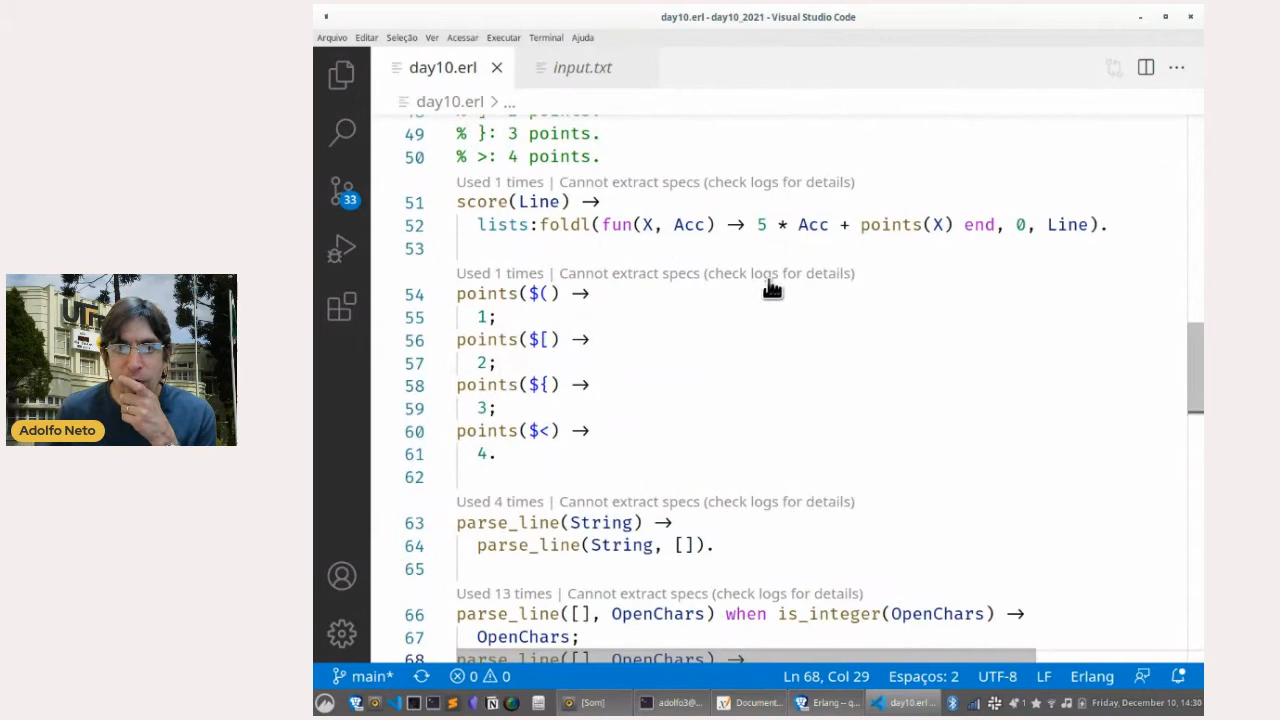 day10.erl - day10_2021 - Visual Studio Code
Arquivo Editar Seleção Ver Acessar Executar Terminal Ajuda
day10.erl input.txt
day10.erl > ...
49 % }: 3 points.
50 % >: 4 points.
Used 1 times | Cannot extract specs (check logs for details)
51 score(Line) ->
52 lists:foldl(fun(X, Acc) -> 5 * Acc + points(X) end, 0, Line).
53
Used 1 times | Cannot extract specs (check logs for details)
54 points($() ->
55 1;
56 points($[) ->
57 2;
58 points(${) ->
59 3;
60 points($<) ->
61 4.
62
Used 4 times | Cannot extract specs (check logs for details)
63 parse_line(String) ->
64 parse_line(String, []).
65
Used 13 times | Cannot extract specs (check logs for details)
66 parse_line([], OpenChars) when is_integer(OpenChars) ->
67 OpenChars;
68 parse_line([], OpenChars) ->
33
UTF
Adolfo Neto
main* 0 0 Ln 68, Col 29 Espaços: 2 UTF-8 LF Erlang
[Som] adolfo3@... Document... Erlang -- q... day10.erl ... 1 Friday, December 10, 14:30